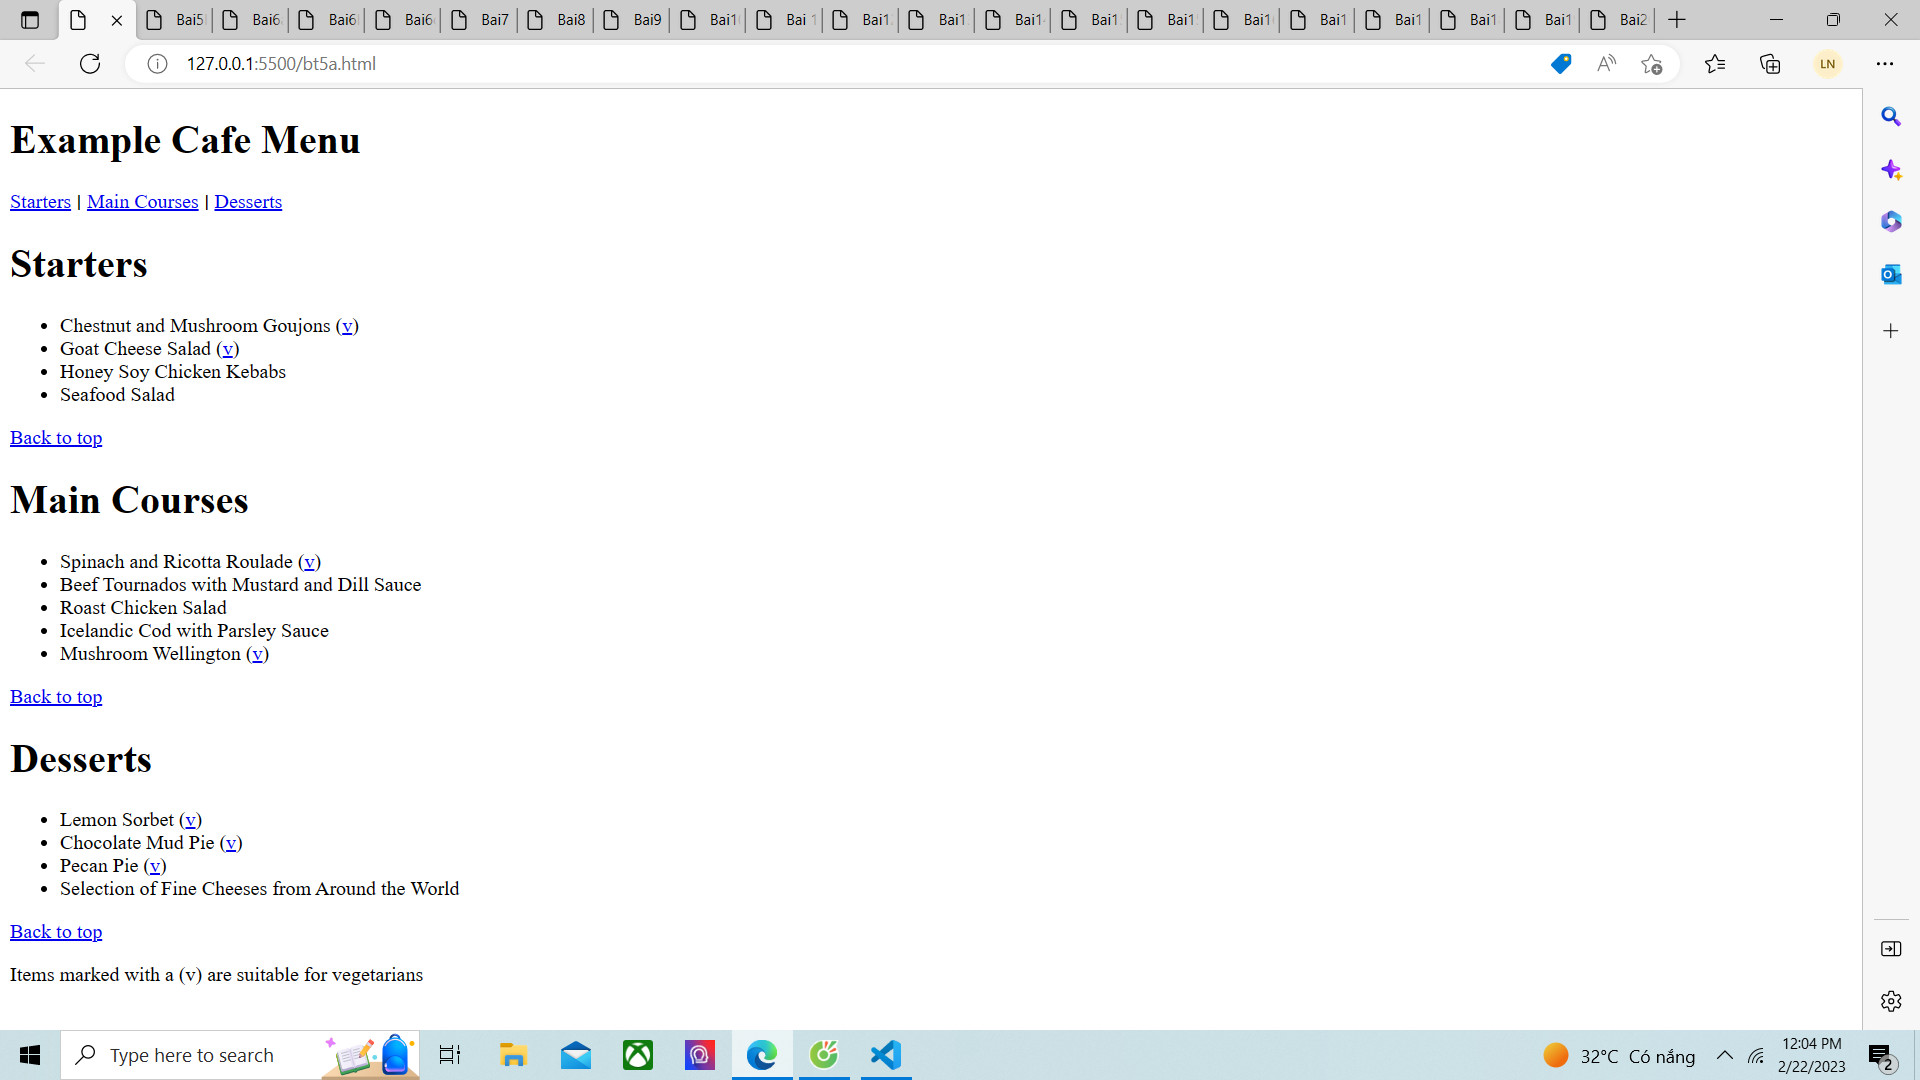 Bai5 Bai6 Bai6 Bai6 Bai7 Bai8 Bai9 Bai1 Bai 1 Bai1 Bai1 Bai1 Bai1 Bai1 Bai1 Bai1 Bai1 Bai1 Bai1 Bai2
127.0.0.1:5500/bt5a.html
LN
Example Cafe Menu
Starters | Main Courses | Desserts
Starters
• Chestnut and Mushroom Goujons (v)
• Goat Cheese Salad (v)
• Honey Soy Chicken Kebabs
• Seafood Salad
Back to top
Main Courses
• Spinach and Ricotta Roulade (v)
• Beef Tournados with Mustard and Dill Sauce
• Roast Chicken Salad
• Icelandic Cod with Parsley Sauce
• Mushroom Wellington (v)
Back to top
Desserts
• Lemon Sorbet (v)
• Chocolate Mud Pie (v)
• Pecan Pie (v)
• Selection of Fine Cheeses from Around the World
Back to top
Items marked with a (v) are suitable for vegetarians
Type here to search
32°C Có nắng
12:04 PM
2/22/2023
2